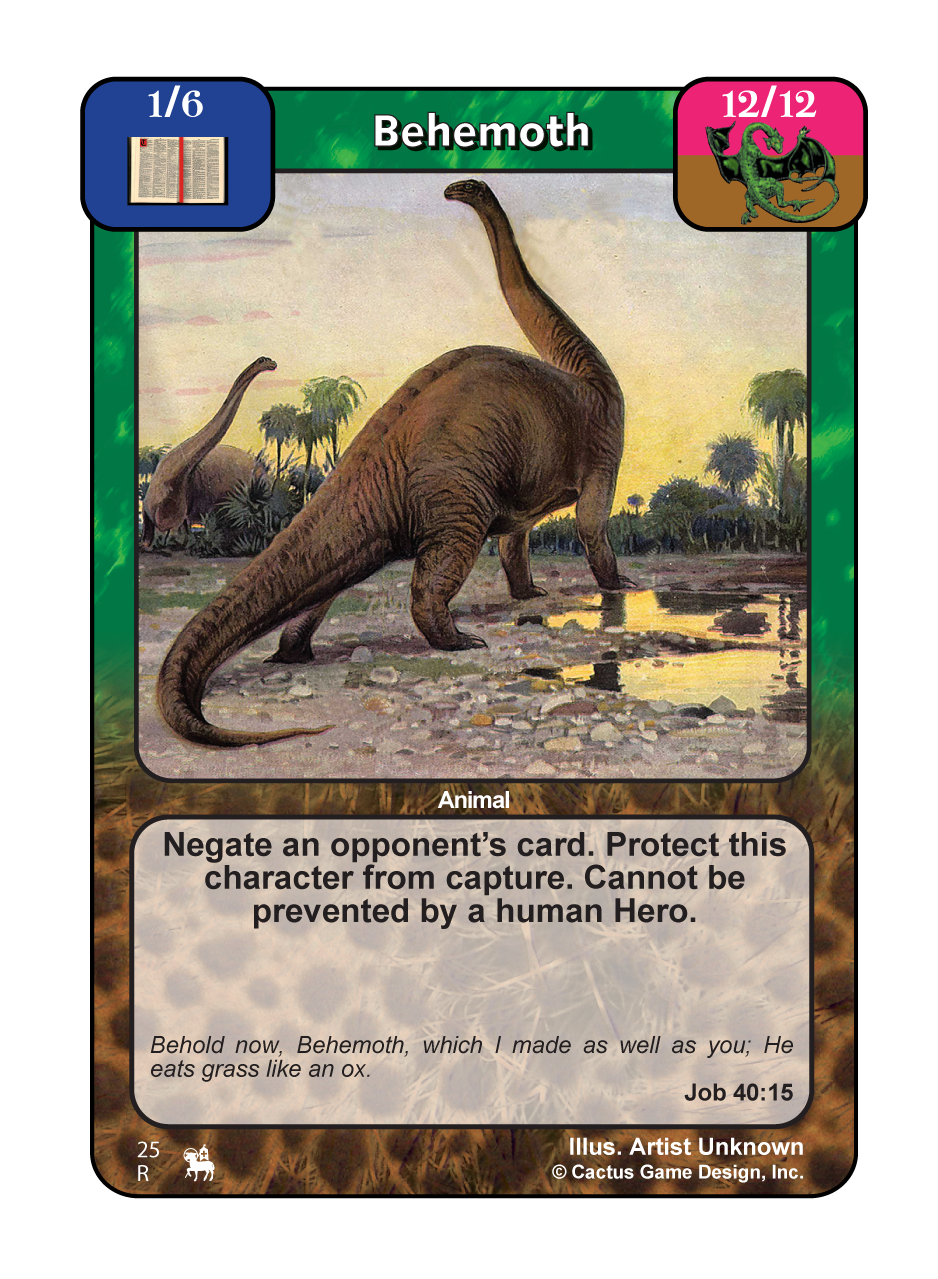 1/6
Behemoth
12/12
Animal
Negate an opponent’s card. Protect this
character from capture. Cannot be
prevented by a human Hero.
Behold now, Behemoth, which I made as well as you; He
eats grass like an ox.
Job 40:15
25
R
Illus. Artist Unknown
© Cactus Game Design, Inc.